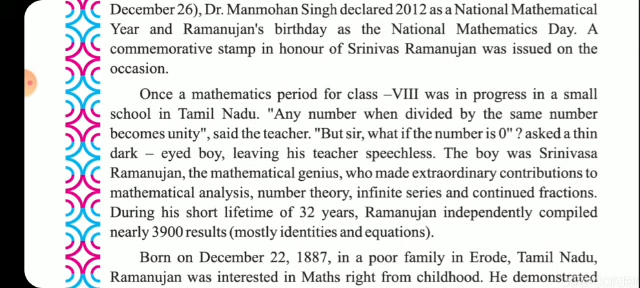 December 26), Dr. Manmohan Singh declared 2012 as a National Mathematical
Year and Ramanujan's birthday as the National Mathematics Day. A
commemorative stamp in honour of Srinivas Ramanujan was issued on the
occasion.
Once a mathematics period for class –VIII was in progress in a small
school in Tamil Nadu. "Any number when divided by the same number
becomes unity", said the teacher. "But sir, what if the number is 0" ? asked a thin
dark – eyed boy, leaving his teacher speechless. The boy was Srinivasa
Ramanujan, the mathematical genius, who made extraordinary contributions to
mathematical analysis, number theory, infinite series and continued fractions.
During his short lifetime of 32 years, Ramanujan independently compiled
nearly 3900 results (mostly identities and equations).
Born on December 22, 1887, in a poor family in Erode, Tamil Nadu,
Ramanujan was interested in Maths right from childhood. He demonstrated